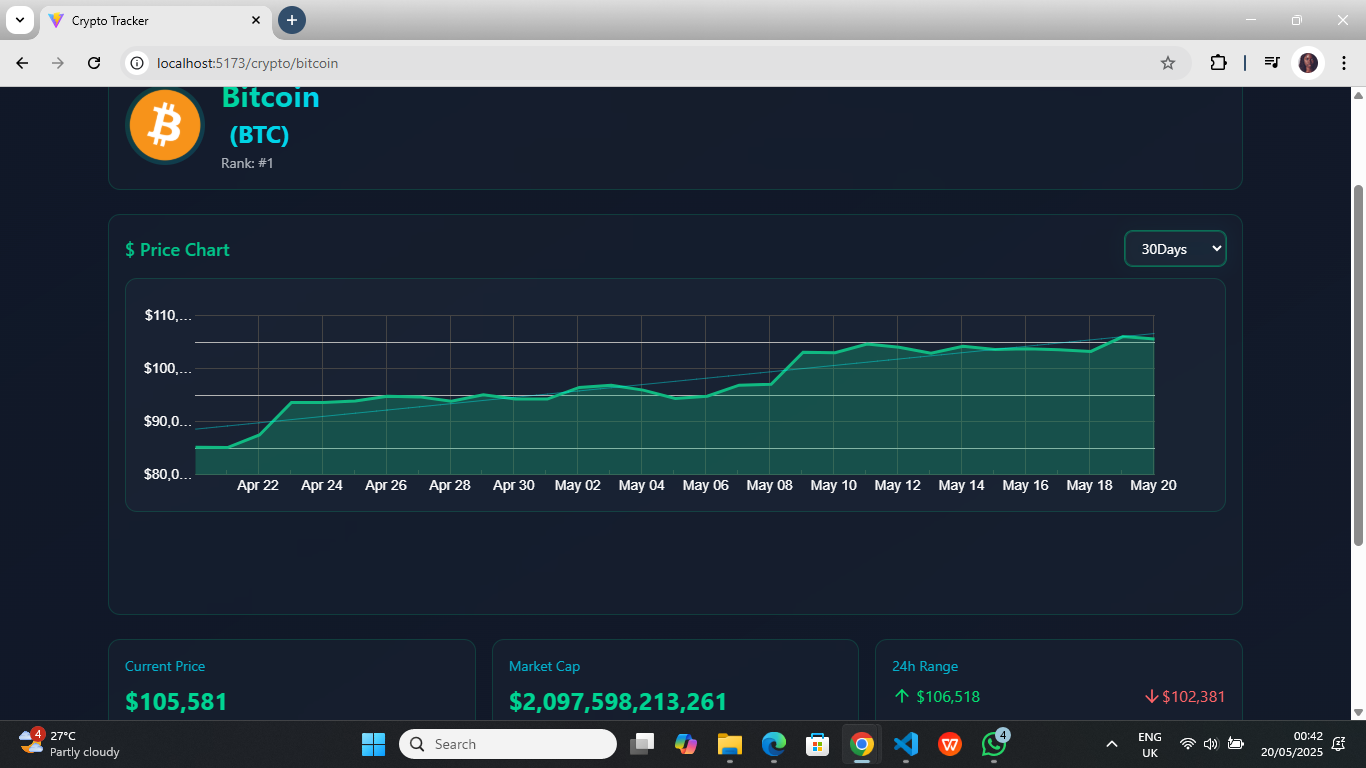 Crypto Tracker
localhost:5173/crypto/bitcoin
Bitcoin
(BTC)
Rank: #1
$ Price Chart
30Days
$110,...
$100,...
$90,0...
$80,0...
Apr 22 Apr 24 Apr 26 Apr 28 Apr 30 May 02 May 04 May 06 May 08 May 10 May 12 May 14 May 16 May 18 May 20
Current Price
$105,581
Market Cap
$2,097,598,213,261
24h Range
↑ $106,518 ↓ $102,381
4
27°C
Partly cloudy
Search
W
4
ENG
UK
00:42
20/05/2025